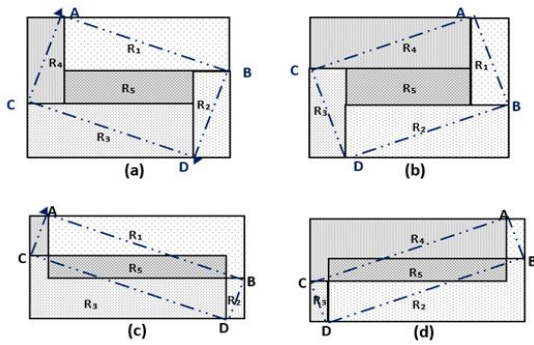 A A
R₁
R₄ R₄ R₁
B C
R₅ R₅
R₂
C B
R₃ R₃ R₂
D D
(a) (b)
A A
R₁ R₄
C B
R₅ R₅
B C
R₃ R₂ R₃ R₂
D D
(c) (d)